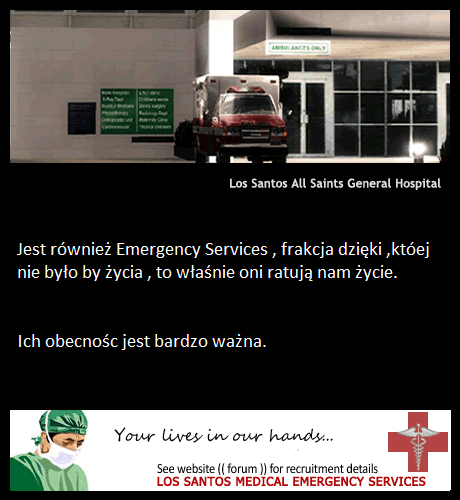 AMBULANCES ONLY
Los Santos All Saints General Hospital
Jest również Emergency Services , frakcja dzięki ,któej
nie było by życia , to właśnie oni ratują nam życie.
Ich obecnośc jest bardzo ważna.
Your lives in our hands...
See website (( forum )) for recruitment details
LOS SANTOS MEDICAL EMERGENCY SERVICES